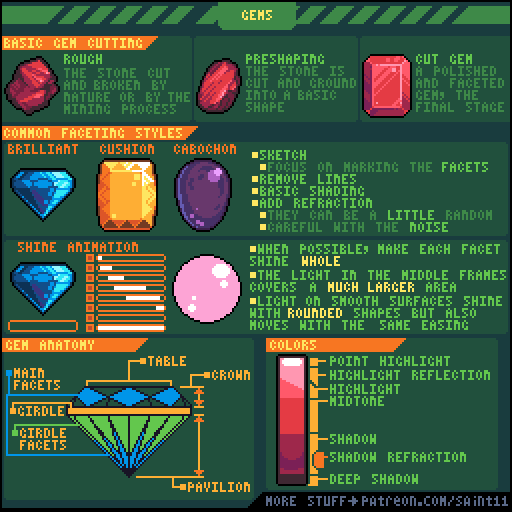 GEMS
BASIC GEM CUTTING
ROUGH
THE STONE CUT
AND BROKEN BY
NATURE OR BY THE
MINING PROCESS
PRESHAPING
THE STONE IS
CUT AND GROUND
INTO A BASIC
SHAPE
CUT GEM
A POLISHED
AND FACETED
GEM, THE
FINAL STAGE
COMMON FACETING STYLES
BRILLIANT
CUSHION
CABOCHON
SKETCH
FOCUS ON MARKING THE FACETS
REMOVE LINES
BASIC SHADING
ADD REFRACTION
THEY CAN BE A LITTLE RANDOM
CAREFUL WITH THE NOISE
SHINE ANIMATION
WHEN POSSIBLE, MAKE EACH FACET
SHINE WHOLE
THE LIGHT IN THE MIDDLE FRAMES
COVERS A MUCH LARGER AREA
LIGHT ON SMOOTH SURFACES SHINE
WITH ROUNDED SHAPES BUT ALSO
MOVES WITH THE SAME EASING
GEM ANATOMY
TABLE
MAIN
FACETS
CROWN
GIRDLE
GIRDLE
FACETS
PAVILION
COLORS
POINT HIGHLIGHT
HIGHLIGHT REFLECTION
HIGHLIGHT
MIDTONE
SHADOW
SHADOW REFRACTION
DEEP SHADOW
MORE STUFF→PATREON.COM/SAINT11